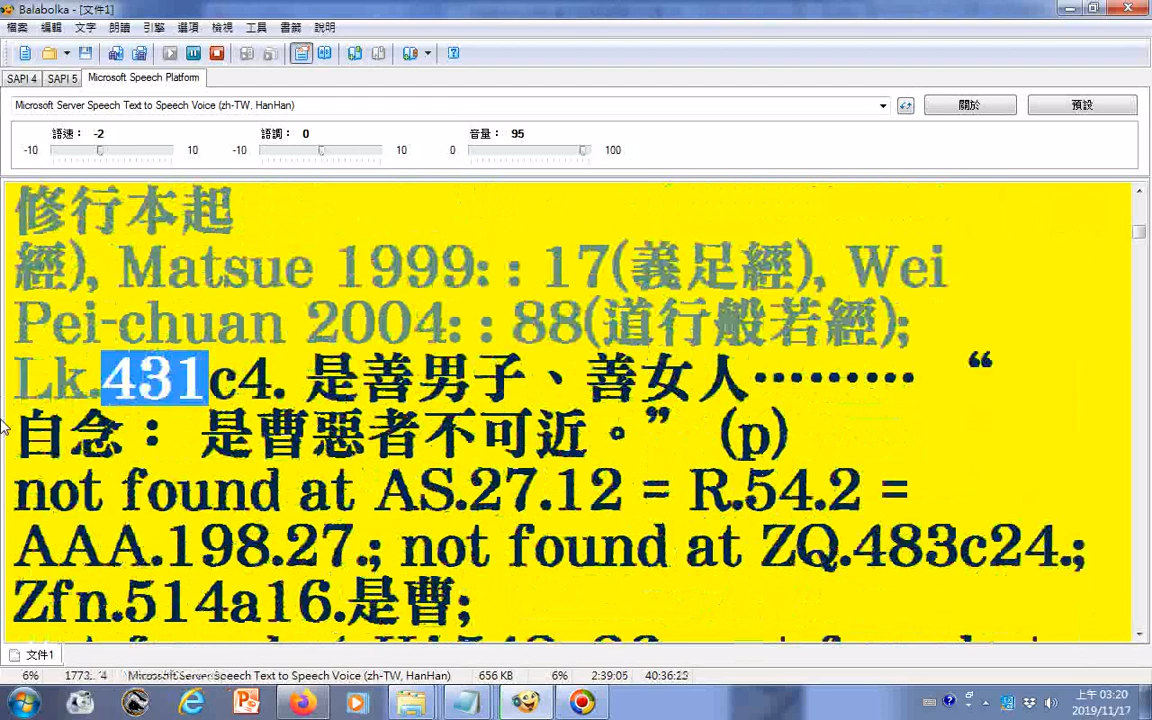 Balabolka - [文件1]
檔案 編輯 文字 朗讀 引擎 選項 檢視 工具 書籤 說明
SAPI 4 SAPI 5 Microsoft Speech Platform
Microsoft Server Speech Text to Speech Voice (zh-TW, HanHan)
關於 預設
語速： -2 語調： 0 音量： 95
-10 10 -10 10 0 100
修行本起
經), Matsue 1999: : 17(義足經), Wei
Pei-chuan 2004: : 88(道行般若經);
Lk.431c4. 是善男子、善女人……… “
自念： 是曹惡者不可近。” (p)
not found at AS.27.12 = R.54.2 =
AAA.198.27.; not found at ZQ.483c24.;
Zfn.514a16.是曹;
文件1
6% Microsoft Server Speech Text to Speech Voice (zh-TW, HanHan) 656 KB 6% 2:39:05 40:36:23
上午 03:20
2019/11/17